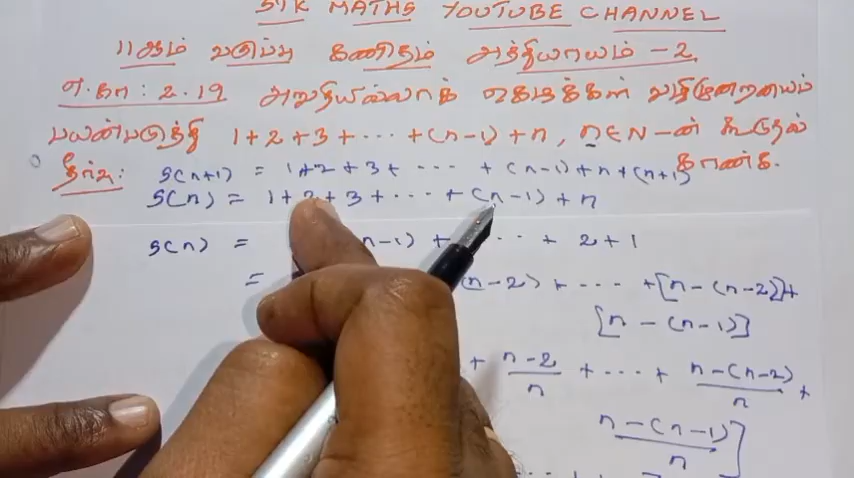 STK MATHS YOUTUBE CHANNEL
11ஆம் வகுப்பு கணிதம் அத்தியாயம் - 2
எ.கா : 2.19 அறுதியில்லாக் கெழுக்கள் வழிமுறையைப்
பயன்படுத்தி 1+2+3+ ... +(n-1)+n, n∈N-ன் கூடுதல்
காண்க.
தீர்வு: s(n+1) = 1+2+3+ ... +(n-1)+n+(n+1)
s(n) = 1+2+3+ ... +(n-1)+n
s(n) = n-1)+ ... + 2+1
= (n-2)+ ... +[n-(n-2)]+
[n-(n-1)]
+ n-2/n + ... + n-(n-2)/n +
n-(n-1)/n]